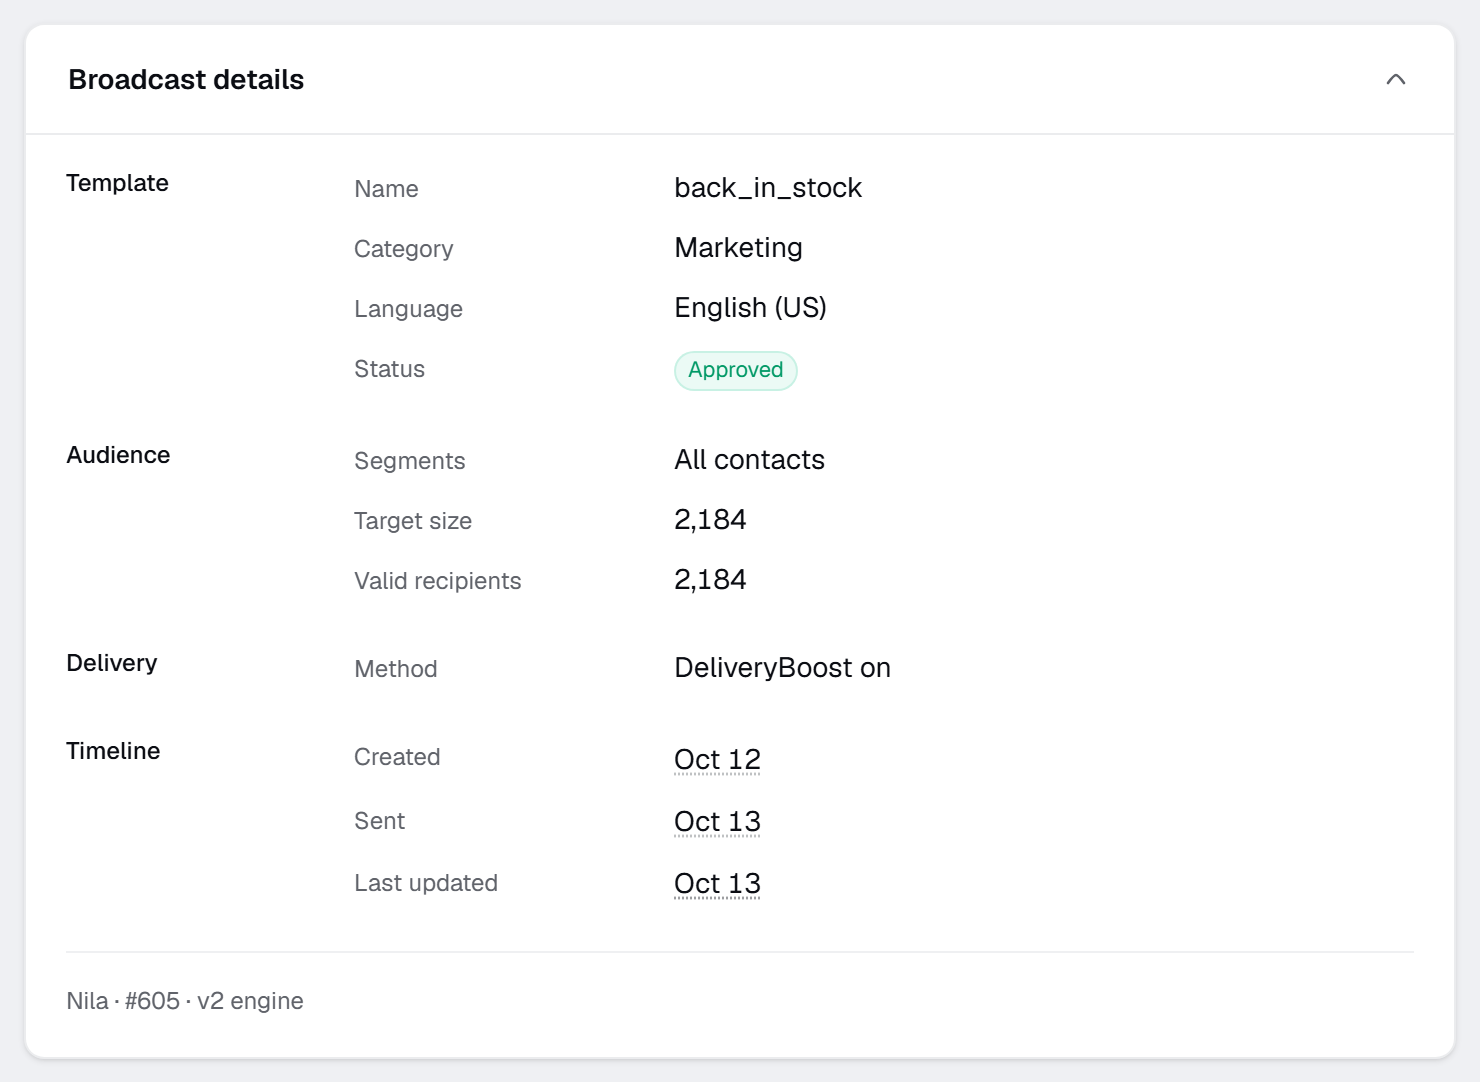 Broadcast details
Template
Name back_in_stock
Category Marketing
Language English (US)
Status Approved
Audience
Segments All contacts
Target size 2,184
Valid recipients 2,184
Delivery
Method DeliveryBoost on
Timeline
Created Oct 12
Sent Oct 13
Last updated Oct 13
Nila · #605 · v2 engine